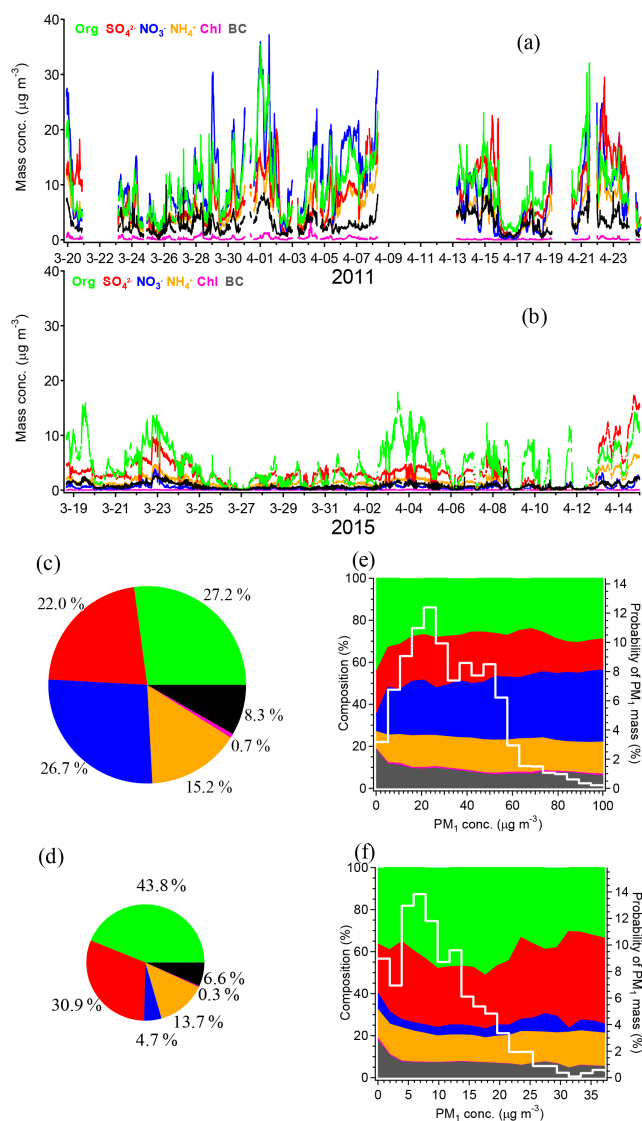 40
Org SO₄²⁻ NO₃⁻ NH₄⁺ Chl BC
(a)
30
20
10
0
Mass conc. (μg m⁻³)
3-20 3-22 3-24 3-26 3-28 3-30 4-01 4-03 4-05 4-07 4-09 4-11 4-13 4-15 4-17 4-19 4-21 4-23
2011
Org SO₄²⁻ NO₃⁻ NH₄⁺ Chl BC
40
(b)
30
20
10
0
Mass conc. (μg m⁻³)
3-19 3-21 3-23 3-25 3-27 3-29 3-31 4-02 4-04 4-06 4-08 4-10 4-12 4-14
2015
(c)
27.2 %
22.0 %
8.3 %
0.7 %
26.7 %
15.2 %
(e)
100
80
60
40
20
0
Composition (%)
14
12
10
8
6
4
2
0
Probability of PM₁ mass (%)
0 20 40 60 80 100
PM₁ conc. (μg m⁻³)
(d)
43.8 %
6.6 %
0.3 %
30.9 %
13.7 %
4.7 %
(f)
100
80
60
40
20
0
Composition (%)
14
12
10
8
6
4
2
0
Probability of PM₁ mass (%)
0 5 10 15 20 25 30 35
PM₁ conc. (μg m⁻³)